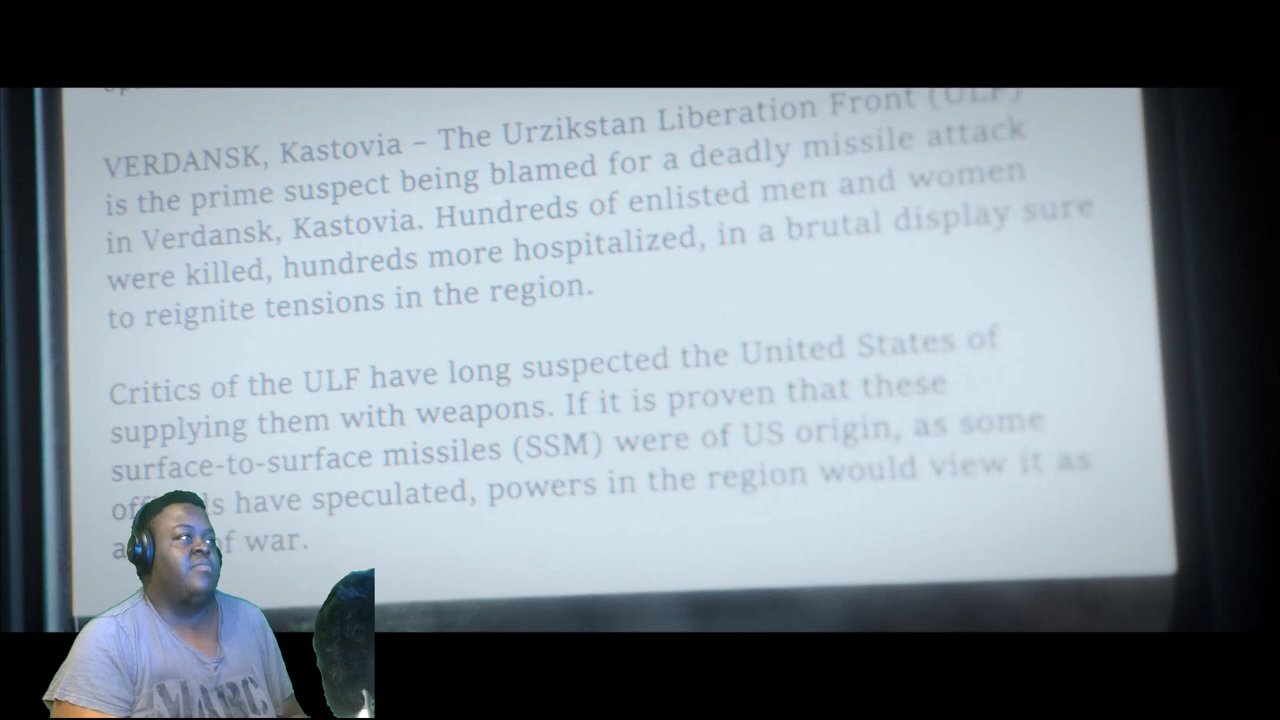 VERDANSK, Kastovia – The Urzikstan Liberation Front (ULF)
is the prime suspect being blamed for a deadly missile attack
in Verdansk, Kastovia. Hundreds of enlisted men and women
were killed, hundreds more hospitalized, in a brutal display sure
to reignite tensions in the region.
Critics of the ULF have long suspected the United States of
supplying them with weapons. If it is proven that these
surface-to-surface missiles (SSM) were of US origin, as some
have speculated, powers in the region would view it as
of war.
MARC